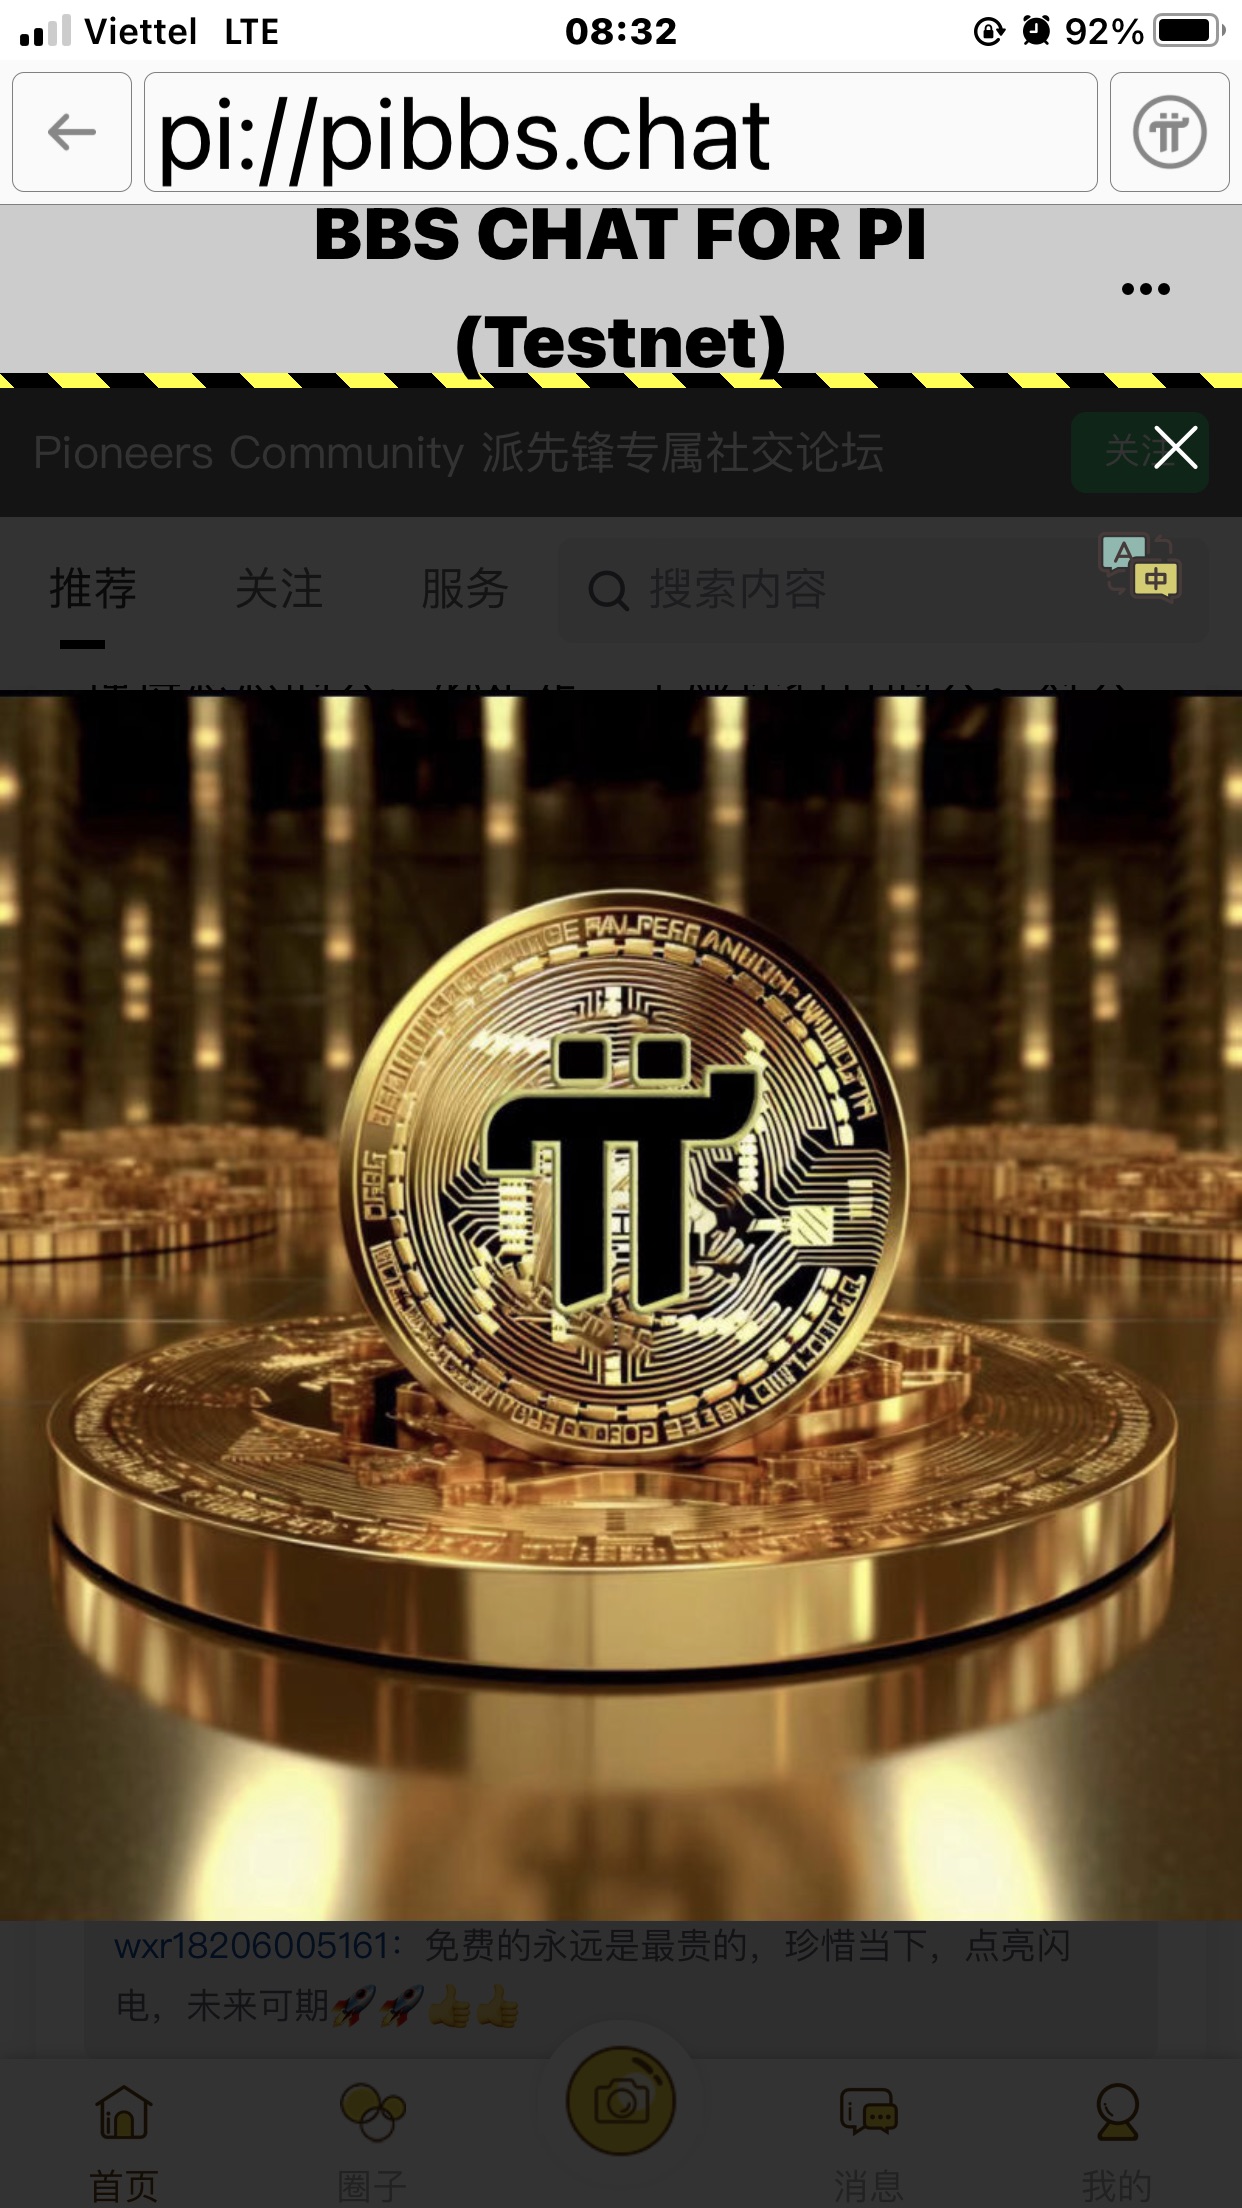 Viettel LTE 08:32 92%
pi://pibbs.chat
BBS CHAT FOR PI
(Testnet)
Pioneers Community 派先锋专属社交论坛
关注
推荐 关注 服务 搜索内容
A
中
wxr18206005161：免费的永远是最贵的，珍惜当下，点亮闪
电，未来可期🚀🚀👍👍
首页 圈子 消息 我的